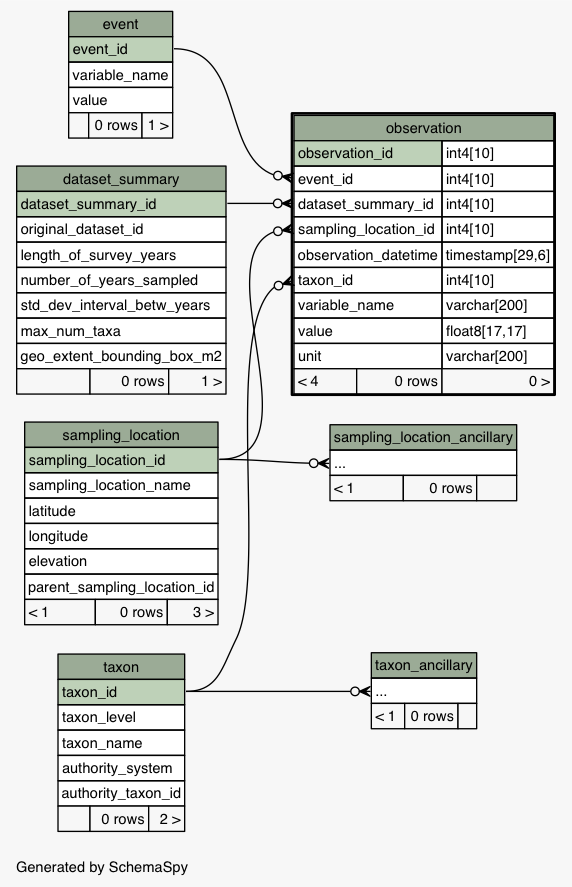 event
event_id
variable_name
value
0 rows 1 >
dataset_summary
dataset_summary_id
original_dataset_id
length_of_survey_years
number_of_years_sampled
std_dev_interval_betw_years
max_num_taxa
geo_extent_bounding_box_m2
0 rows 1 >
observation
observation_id int4[10]
event_id int4[10]
dataset_summary_id int4[10]
sampling_location_id int4[10]
observation_datetime timestamp[29,6]
taxon_id int4[10]
variable_name varchar[200]
value float8[17,17]
unit varchar[200]
< 4 0 rows 0 >
sampling_location
sampling_location_id
sampling_location_name
latitude
longitude
elevation
parent_sampling_location_id
< 1 0 rows 3 >
sampling_location_ancillary
...
< 1 0 rows
taxon
taxon_id
taxon_level
taxon_name
authority_system
authority_taxon_id
0 rows 2 >
taxon_ancillary
...
< 1 0 rows
Generated by SchemaSpy